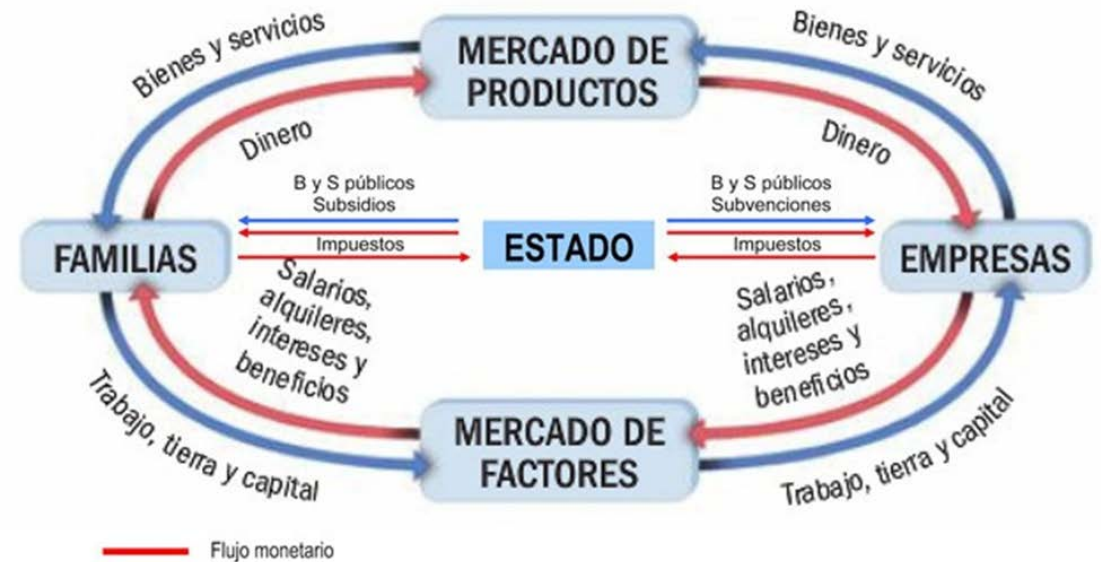 Bienes y servicios
MERCADO DE
PRODUCTOS
Bienes y servicios
Dinero
Dinero
B y S públicos
Subsidios
B y S públicos
Subvenciones
FAMILIAS
Impuestos
ESTADO
Impuestos
EMPRESAS
Salarios,
alquileres,
intereses y
beneficios
Salarios,
alquileres,
intereses y
beneficios
Trabajo, tierra y capital
MERCADO DE
FACTORES
Trabajo, tierra y capital
Flujo monetario